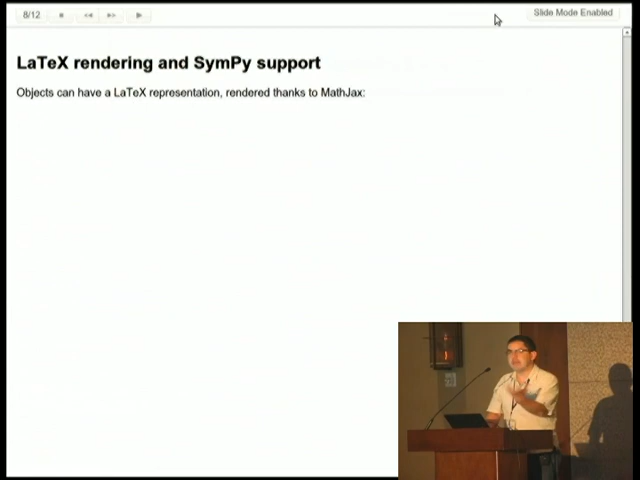 8/12
Slide Mode Enabled
LaTeX rendering and SymPy support
Objects can have a LaTeX representation, rendered thanks to MathJax: